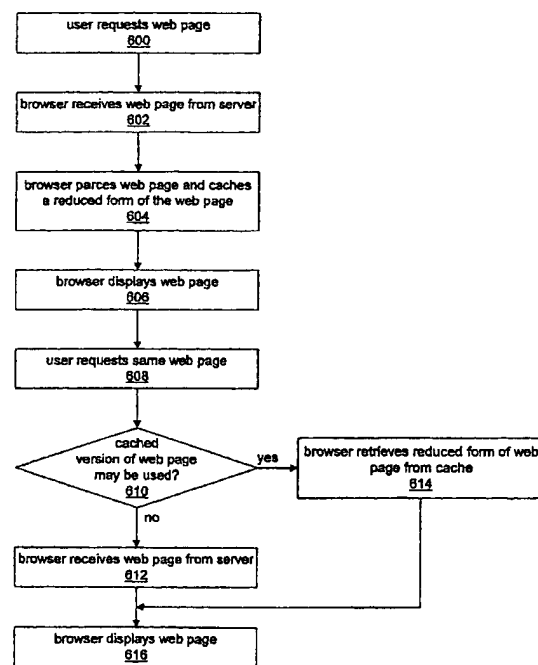 user requests web page
600
browser receives web page from server
602
browser parces web page and caches
a reduced form of the web page
604
browser displays web page
606
user requests same web page
608
cached
version of web page
may be used?
610
yes
browser retrieves reduced form of web
page from cache
614
no
browser receives web page from server
612
browser displays web page
616